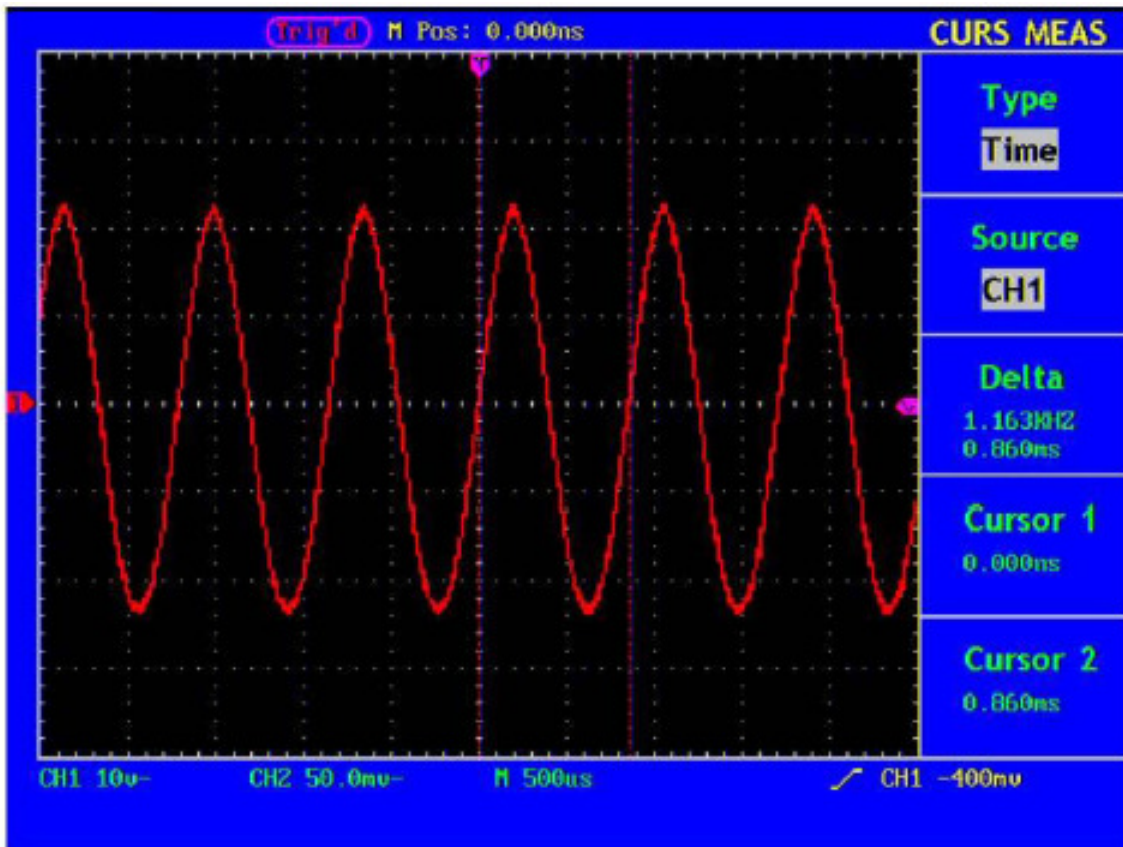 Trig'd M Pos: 0.000ns
CURS MEAS
Type
Time
Source
CH1
Delta
1.163KHZ
0.860ms
Cursor 1
0.000ns
Cursor 2
0.860ms
CH1 10v- CH2 50.0mv- M 500us CH1 -400mv